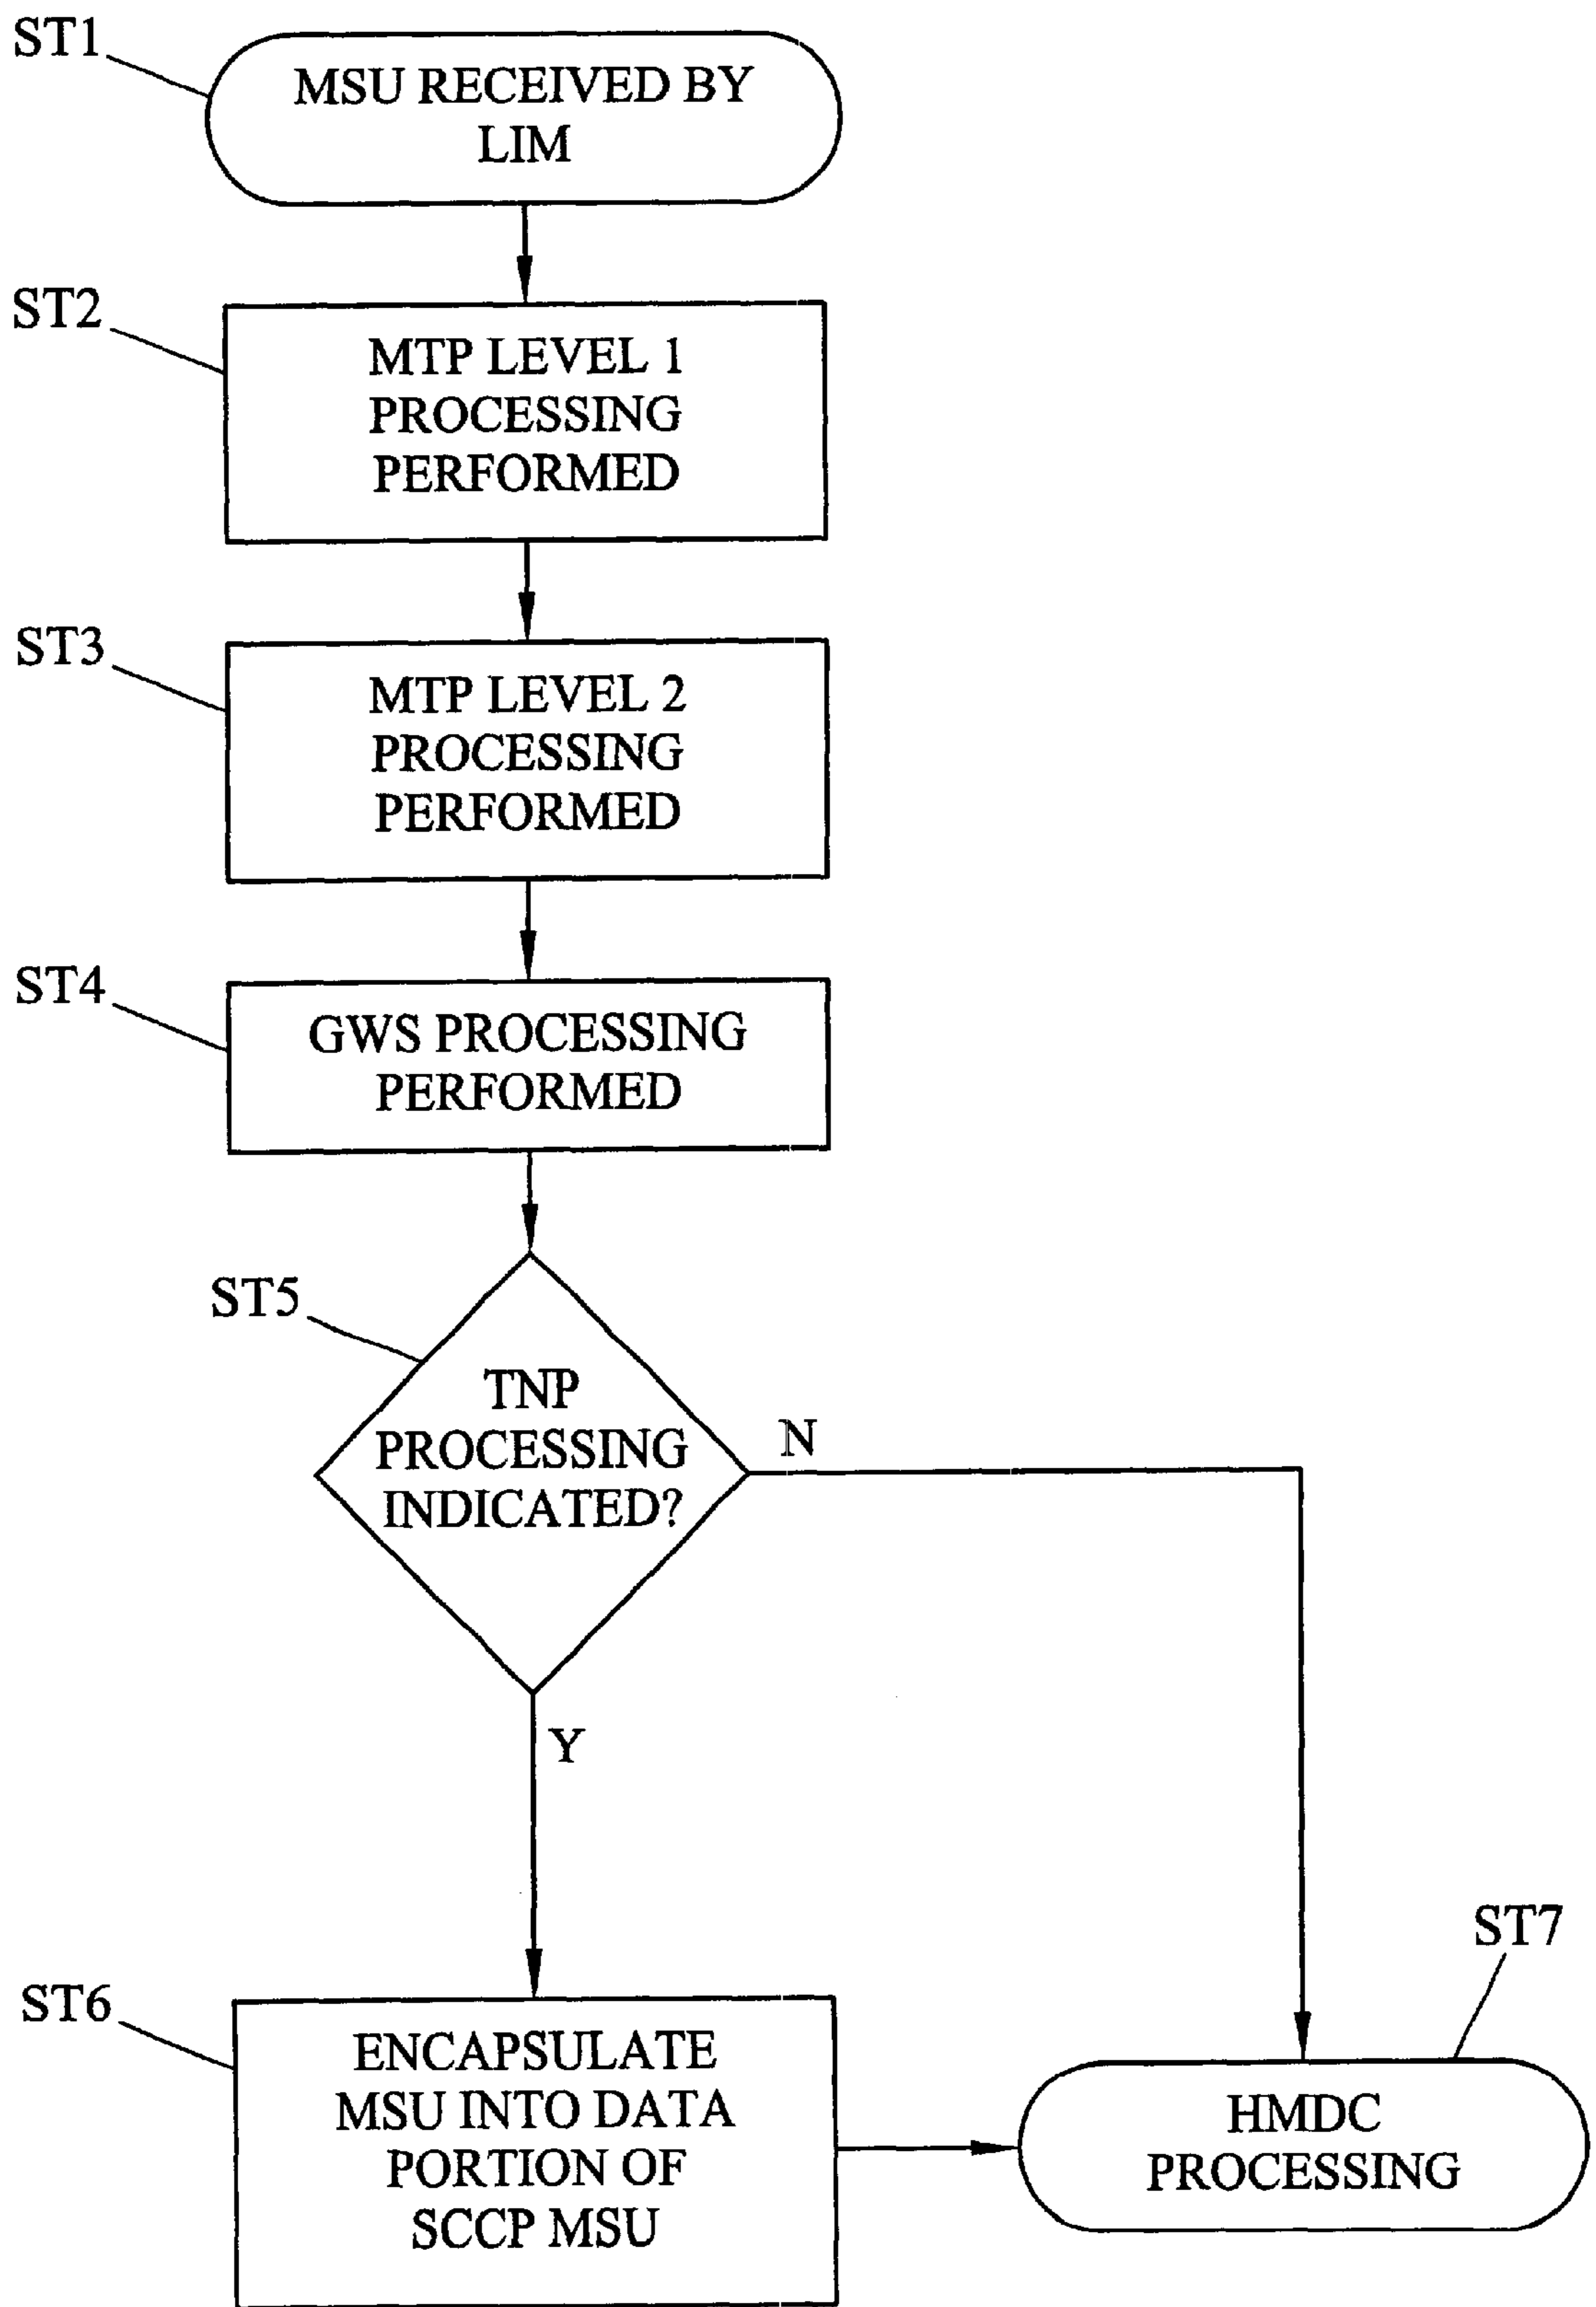 ST1
MSU RECEIVED BY
LIM
ST2
MTP LEVEL 1
PROCESSING
PERFORMED
ST3
MTP LEVEL 2
PROCESSING
PERFORMED
ST4
GWS PROCESSING
PERFORMED
ST5
TNP
PROCESSING
INDICATED?
N
Y
ST6
ENCAPSULATE
MSU INTO DATA
PORTION OF
SCCP MSU
ST7
HMDC
PROCESSING